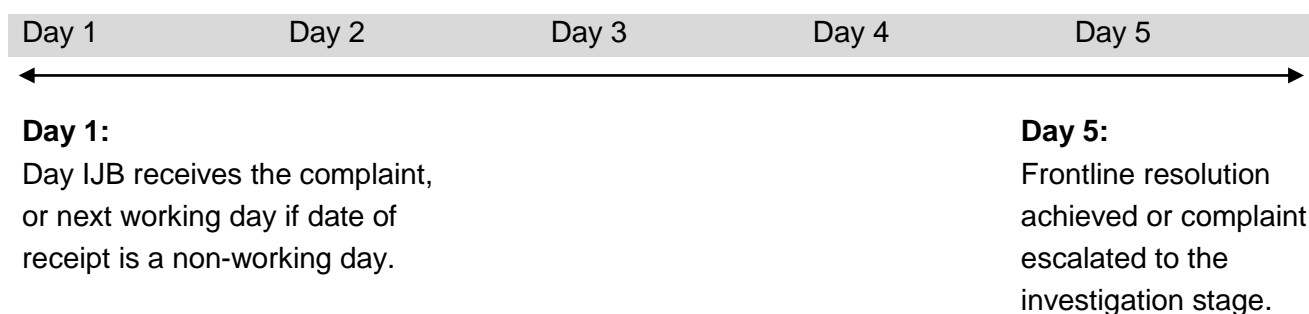 Day 1 Day 2 Day 3 Day 4 Day 5
Day 1:
Day IJB receives the complaint,
or next working day if date of
receipt is a non-working day.
Day 5:
Frontline resolution
achieved or complaint
escalated to the
investigation stage.